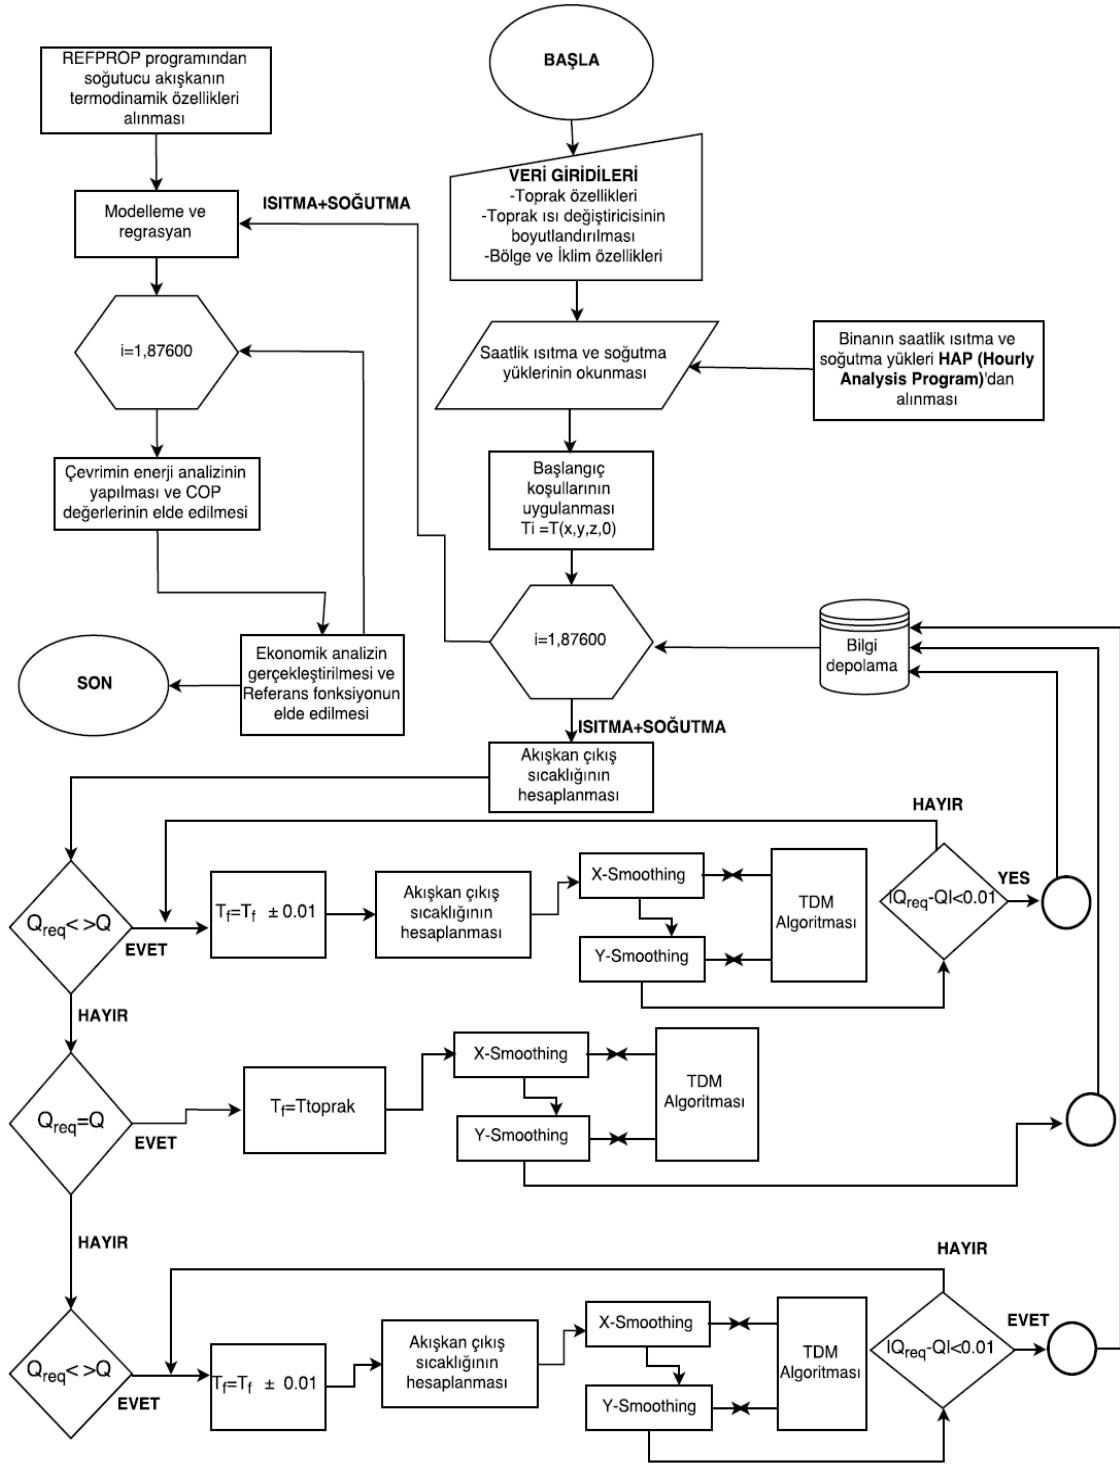 REFPROP programından
soğutucu akışkanın
termodinamik özellikleri
alınması
BAŞLA
VERİ GİRİDİLERİ
-Toprak özellikleri
-Toprak ısı değiştiricisinin
boyutlandırılması
-Bölge ve İklim özellikleri
Modelleme ve
regrasyan
ISITMA+SOĞUTMA
i=1,87600
Saatlik ısıtma ve soğutma
yüklerinin okunması
Binanın saatlik ısıtma ve
soğutma yükleri HAP (Hourly
Analysis Program)'dan
alınması
Çevrimin enerji analizinin
yapılması ve COP
değerlerinin elde edilmesi
Başlangıç
koşullarının
uygulanması
Ti =T(x,y,z,0)
i=1,87600
Bilgi
depolama
SON
Ekonomik analizin
gerçekleştirilmesi ve
Referans fonksiyonun
elde edilmesi
ISITMA+SOĞUTMA
Akışkan çıkış
sıcaklığının
hesaplanması
HAYIR
Qreq< >Q
EVET
Tf=Tf ± 0.01
Akışkan çıkış
sıcaklığının
hesaplanması
X-Smoothing
Y-Smoothing
TDM
Algoritması
IQreq-QI<0.01
YES
HAYIR
Qreq=Q
EVET
Tf=Ttoprak
X-Smoothing
Y-Smoothing
TDM
Algoritması
HAYIR
HAYIR
Qreq< >Q
EVET
Tf=Tf ± 0.01
Akışkan çıkış
sıcaklığının
hesaplanması
X-Smoothing
Y-Smoothing
TDM
Algoritması
IQreq-QI<0.01
EVET